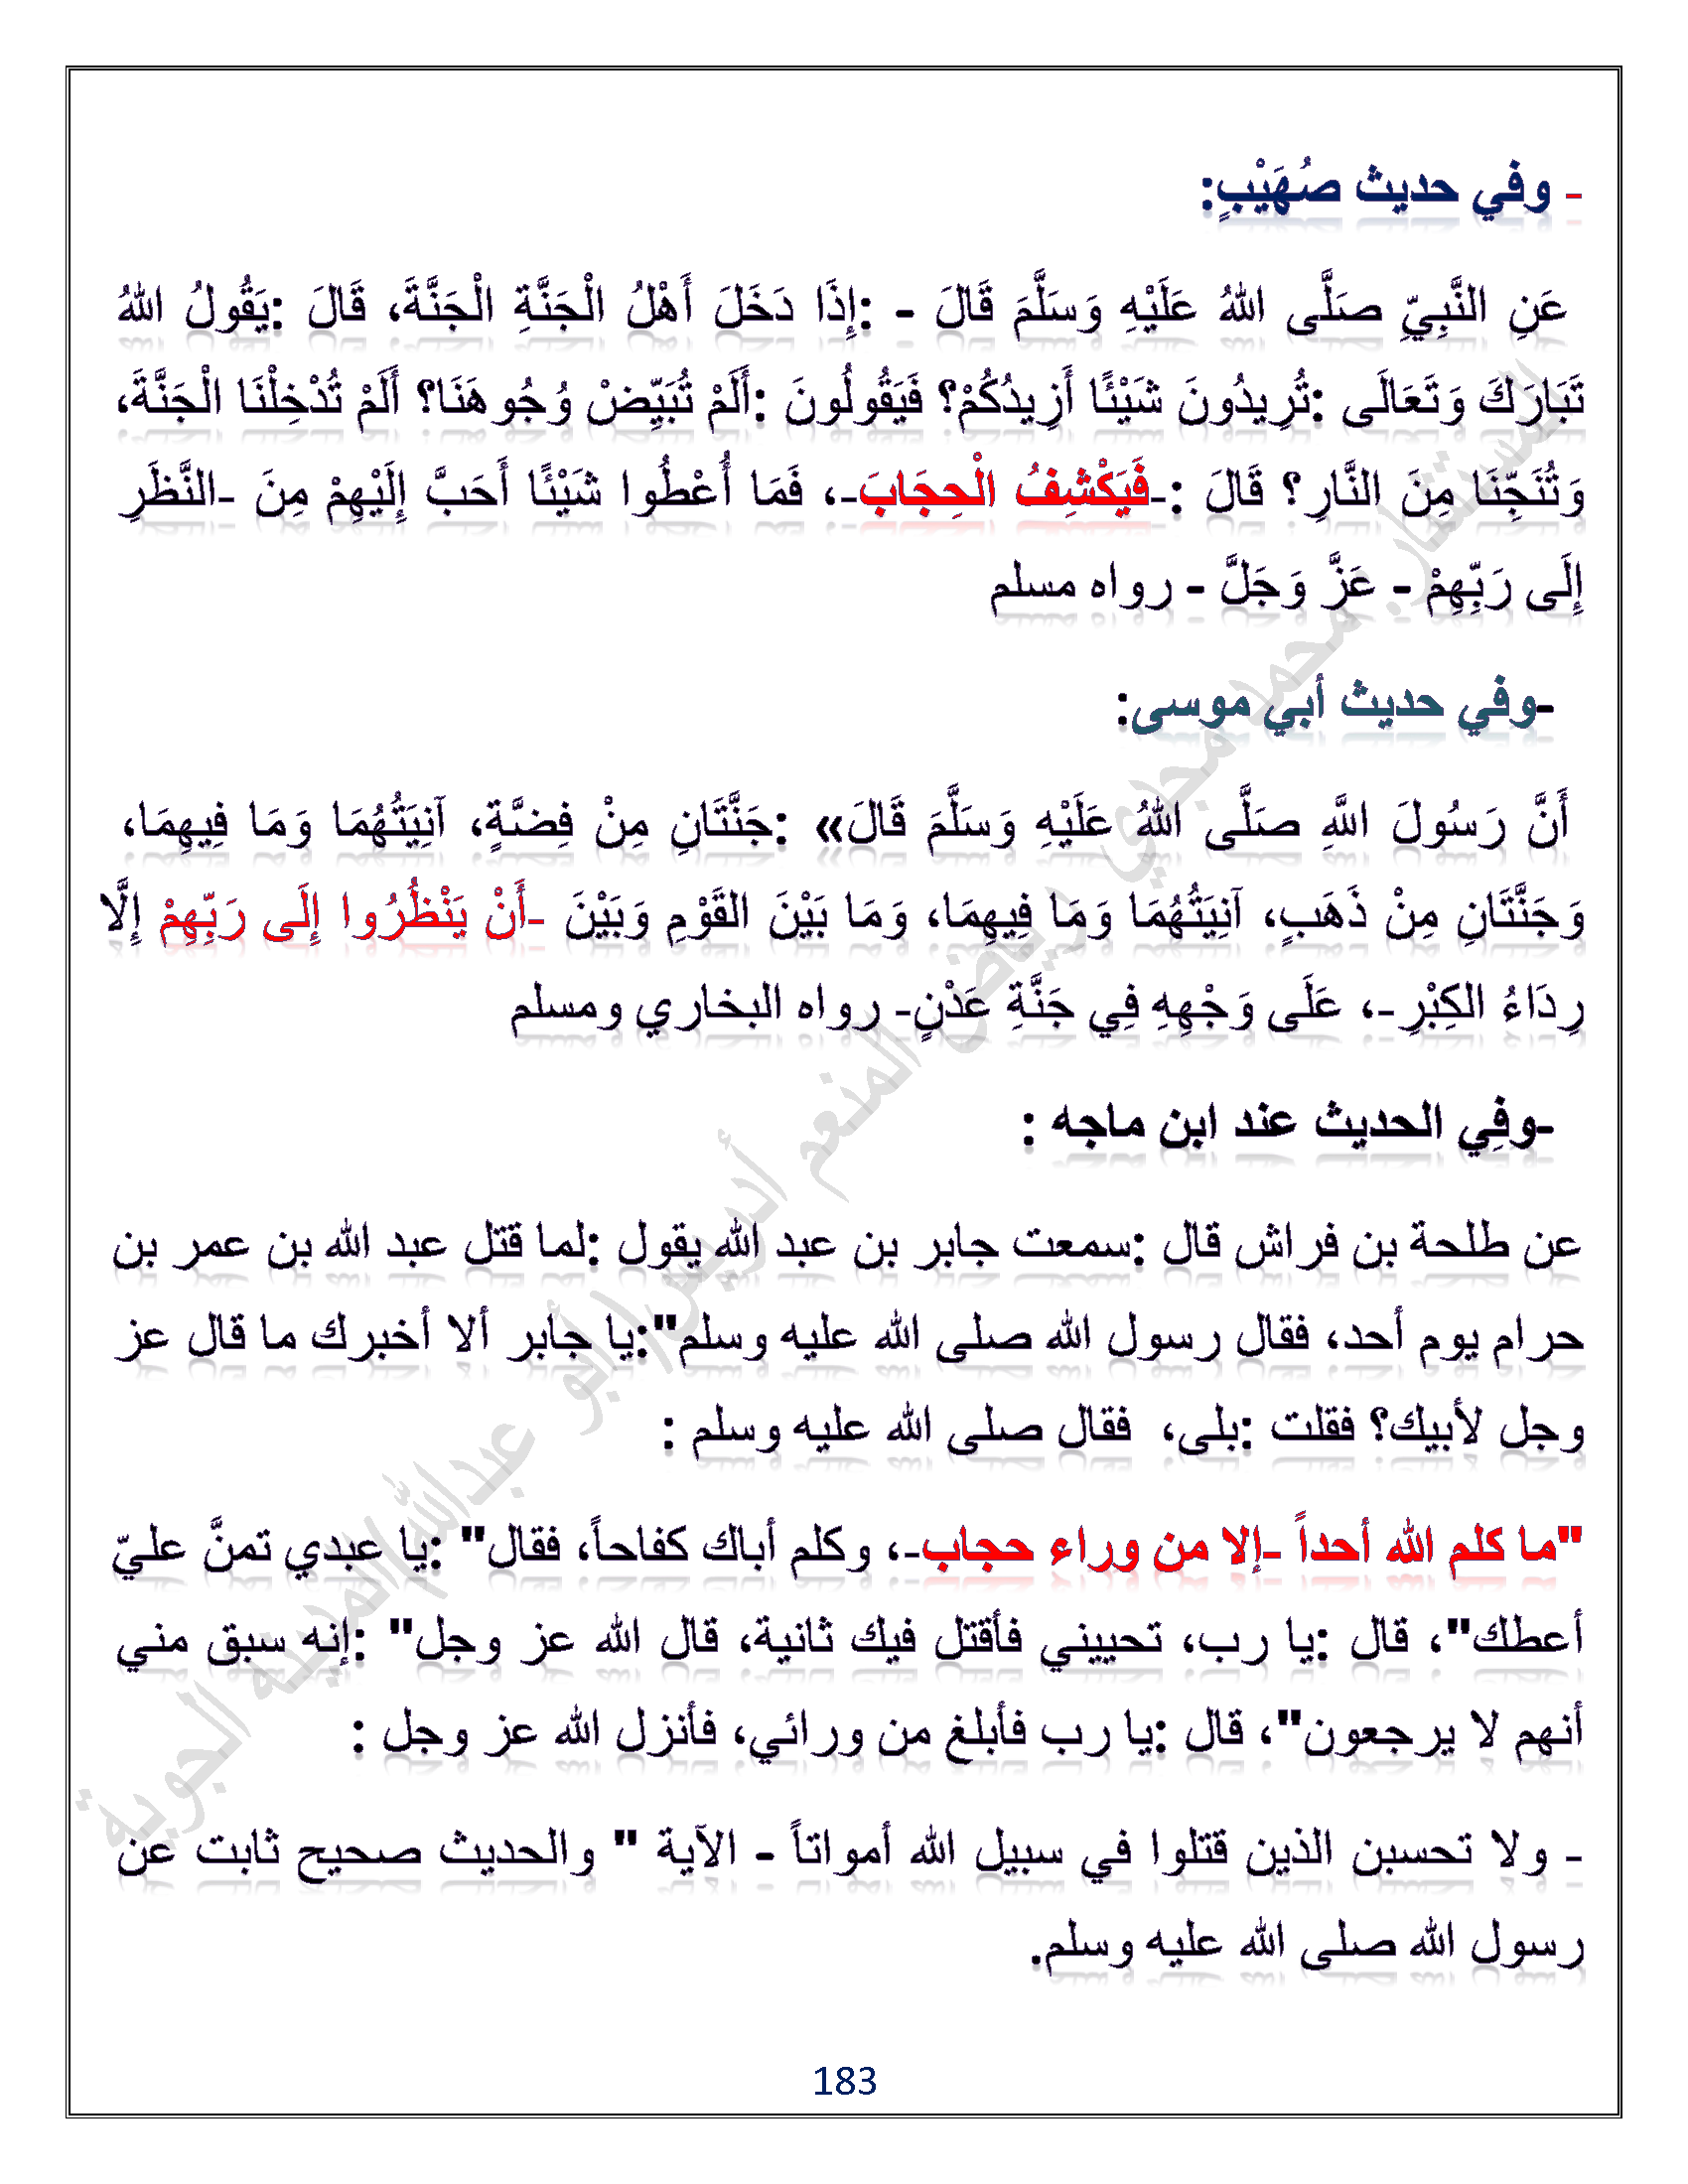 - وفي حديث صُهَيْبٍ:
عَنِ النَّبِيِّ صَلَّى اللهُ عَلَيْهِ وَسَلَّمَ قَالَ - :إِذَا دَخَلَ أَهْلُ الْجَنَّةِ الْجَنَّةَ، قَالَ :يَقُولُ اللهُ
تَبَارَكَ وَتَعَالَى :تُرِيدُونَ شَيْئًا أَزِيدُكُمْ؟ فَيَقُولُونَ :أَلَمْ تُبَيِّضْ وُجُوهَنَا؟ أَلَمْ تُدْخِلْنَا الْجَنَّةَ،
وَتُنَجِّنَا مِنَ النَّارِ؟ قَالَ :-فَيَكْشِفُ الْحِجَابَ-، فَمَا أُعْطُوا شَيْئًا أَحَبَّ إِلَيْهِمْ مِنَ -النَّظَرِ
إِلَى رَبِّهِمْ - عَزَّ وَجَلَّ - رواه مسلم
-وفي حديث أبي موسى:
أَنَّ رَسُولَ اللَّهِ صَلَّى اللهُ عَلَيْهِ وَسَلَّمَ قَالَ» :جَنَّتَانِ مِنْ فِضَّةٍ، آنِيَتُهُمَا وَمَا فِيهِمَا،
وَجَنَّتَانِ مِنْ ذَهَبٍ، آنِيَتُهُمَا وَمَا فِيهِمَا، وَمَا بَيْنَ القَوْمِ وَبَيْنَ -أَنْ يَنْظُرُوا إِلَى رَبِّهِمْ إِلَّا
رِدَاءُ الكِبْرِ-، عَلَى وَجْهِهِ فِي جَنَّةِ عَدْنٍ- رواه البخاري ومسلم
-وفِي الحديث عند ابن ماجه :
عن طلحة بن فراش قال :سمعت جابر بن عبد الله يقول :لما قتل عبد الله بن عمر بن
حرام يوم أحد، فقال رسول الله صلى الله عليه وسلم":يا جابر ألا أخبرك ما قال عز
وجل لأبيك؟ فقلت :بلى، فقال صلى الله عليه وسلم :
"ما كلم الله أحداً -إلا من وراء حجاب-، وكلم أباك كفاحاً، فقال" :يا عبدي تمنَّ عليّ
أعطك"، قال :يا رب، تحييني فأقتل فيك ثانية، قال الله عز وجل" :إنه سبق مني
أنهم لا يرجعون"، قال :يا رب فأبلغ من ورائي، فأنزل الله عز وجل :
- ولا تحسبن الذين قتلوا في سبيل الله أمواتاً - الآية " والحديث صحيح ثابت عن
رسول الله صلى الله عليه وسلم.
183